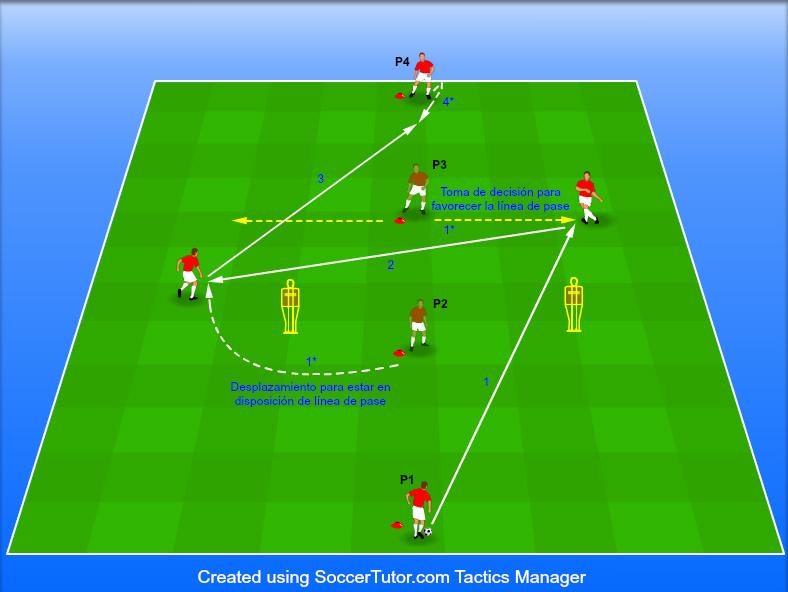 P4
4*
P3
3
Toma de decisión para
favorecer la línea de pase
1*
2
P2
1*
Desplazamiento para estar en
disposición de línea de pase
1
P1
Created using SoccerTutor.com Tactics Manager